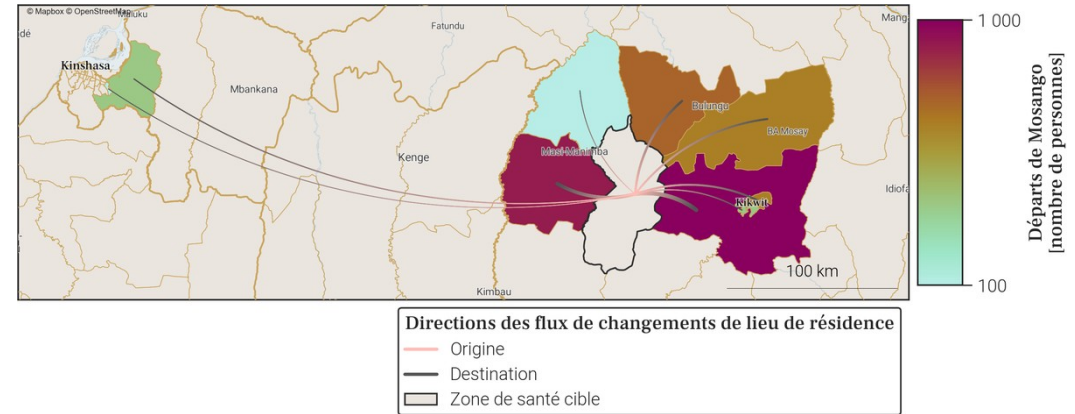 © Mapbox © OpenStreetMap
Maluku
Fatundu
Mang
dé
Kinshasa
Mbankana
Bulungu
BA Mosay
Masi-Manimba
Kenge
Idiofa
Kikwit
100 km
Kimbau
1 000
100
Départs de Mosango
[nombre de personnes]
Directions des flux de changements de lieu de résidence
Origine
Destination
Zone de santé cible